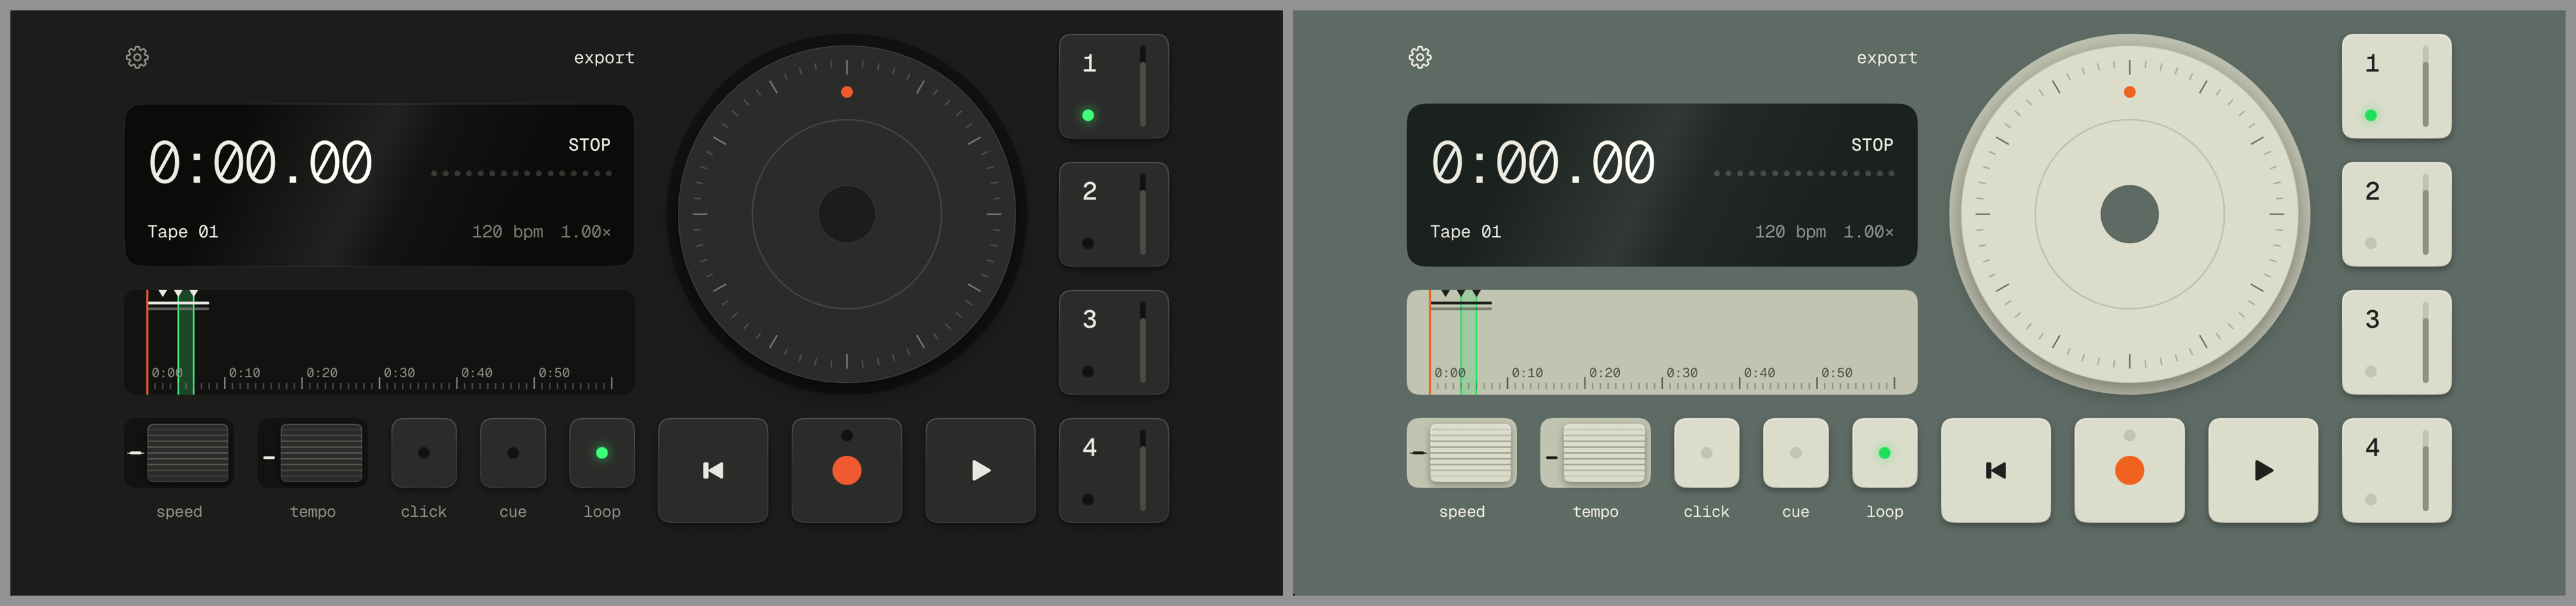 export
0:00.00
STOP
Tape 01
120 bpm 1.00×
0:00 0:10 0:20 0:30 0:40 0:50
speed tempo click cue loop
1
2
3
4
export
0:00.00
STOP
Tape 01
120 bpm 1.00×
0:00 0:10 0:20 0:30 0:40 0:50
speed tempo click cue loop
1
2
3
4